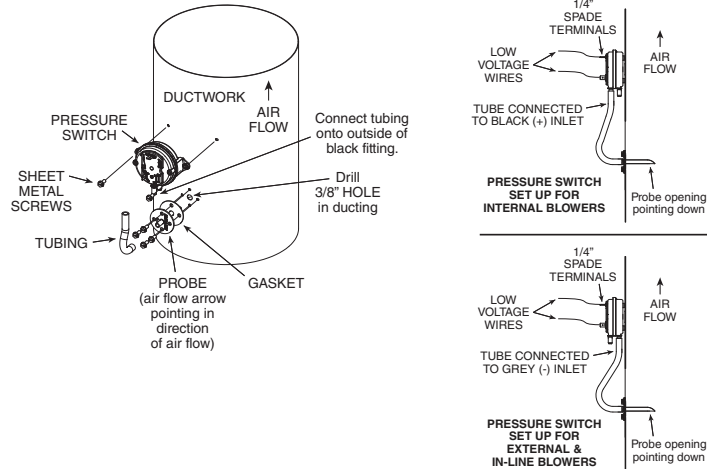 DUCTWORK
AIR
FLOW
PRESSURE
SWITCH
Connect tubing
onto outside of
black fitting.
SHEET
METAL
SCREWS
Drill
3/8" HOLE
in ducting
TUBING
PROBE
(air flow arrow
pointing in
direction
of air flow)
GASKET
1/4"
SPADE
TERMINALS
LOW
VOLTAGE
WIRES
AIR
FLOW
TUBE CONNECTED
TO BLACK (+) INLET
PRESSURE SWITCH
SET UP FOR
INTERNAL BLOWERS
Probe opening
pointing down
1/4"
SPADE
TERMINALS
LOW
VOLTAGE
WIRES
AIR
FLOW
TUBE CONNECTED
TO GREY (-) INLET
PRESSURE SWITCH
SET UP FOR
EXTERNAL &
IN-LINE BLOWERS
Probe opening
pointing down